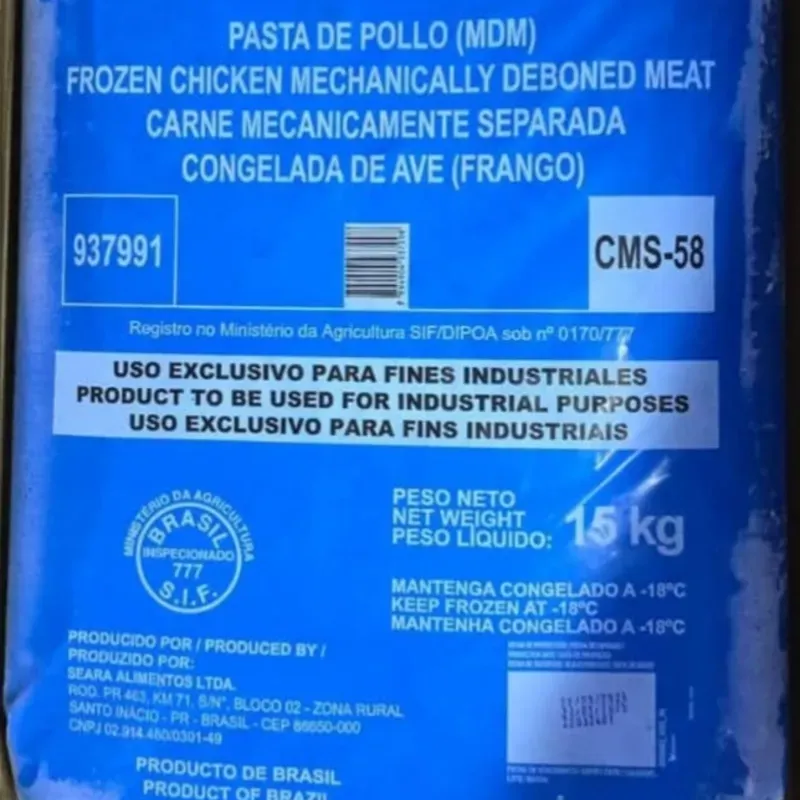 PASTA DE POLLO (MDM)
FROZEN CHICKEN MECHANICALLY DEBONED MEAT
CARNE MECANICAMENTE SEPARADA
CONGELADA DE AVE (FRANGO)
937991
CMS-58
Registro no Ministério da Agricultura SIF/DIPOA sob nº 0170/777
USO EXCLUSIVO PARA FINES INDUSTRIALES
PRODUCT TO BE USED FOR INDUSTRIAL PURPOSES
USO EXCLUSIVO PARA FINS INDUSTRIAIS
MINISTÉRIO DA AGRICULTURA
BRASIL
INSPECIONADO
777
S.I.F.
PESO NETO
NET WEIGHT
PESO LÍQUIDO: 15 kg
MANTENGA CONGELADO A -18ºC
KEEP FROZEN AT -18ºC
MANTENHA CONGELADO A -18ºC
PRODUCIDO POR / PRODUCED BY /
PRODUZIDO POR:
SEARA ALIMENTOS LTDA.
ROD. PR 463, KM 71, S/Nº, BLOCO 02 - ZONA RURAL
SANTO INÁCIO - PR - BRASIL - CEP 86650-000
CNPJ 02.914.460/0301-49
PRODUCTO DE BRASIL
PRODUCT OF BRAZIL